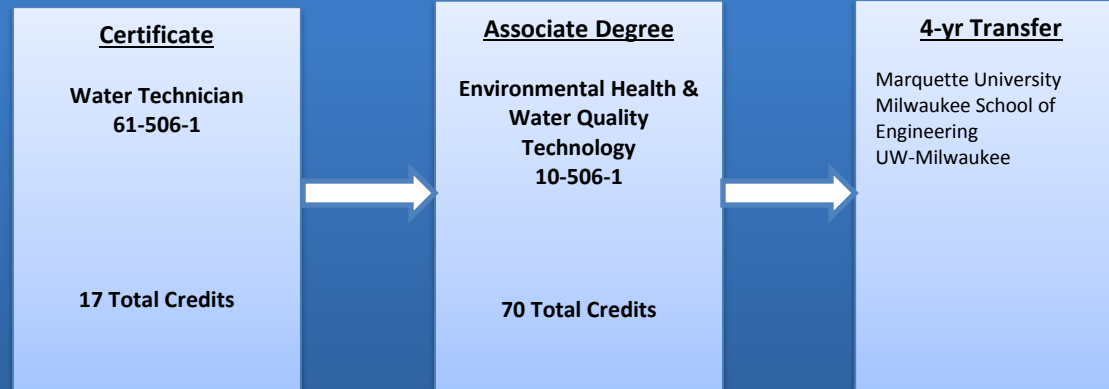 Certificate
Water Technician
61-506-1
17 Total Credits
Associate Degree
Environmental Health &
Water Quality
Technology
10-506-1
70 Total Credits
4-yr Transfer
Marquette University
Milwaukee School of
Engineering
UW-Milwaukee